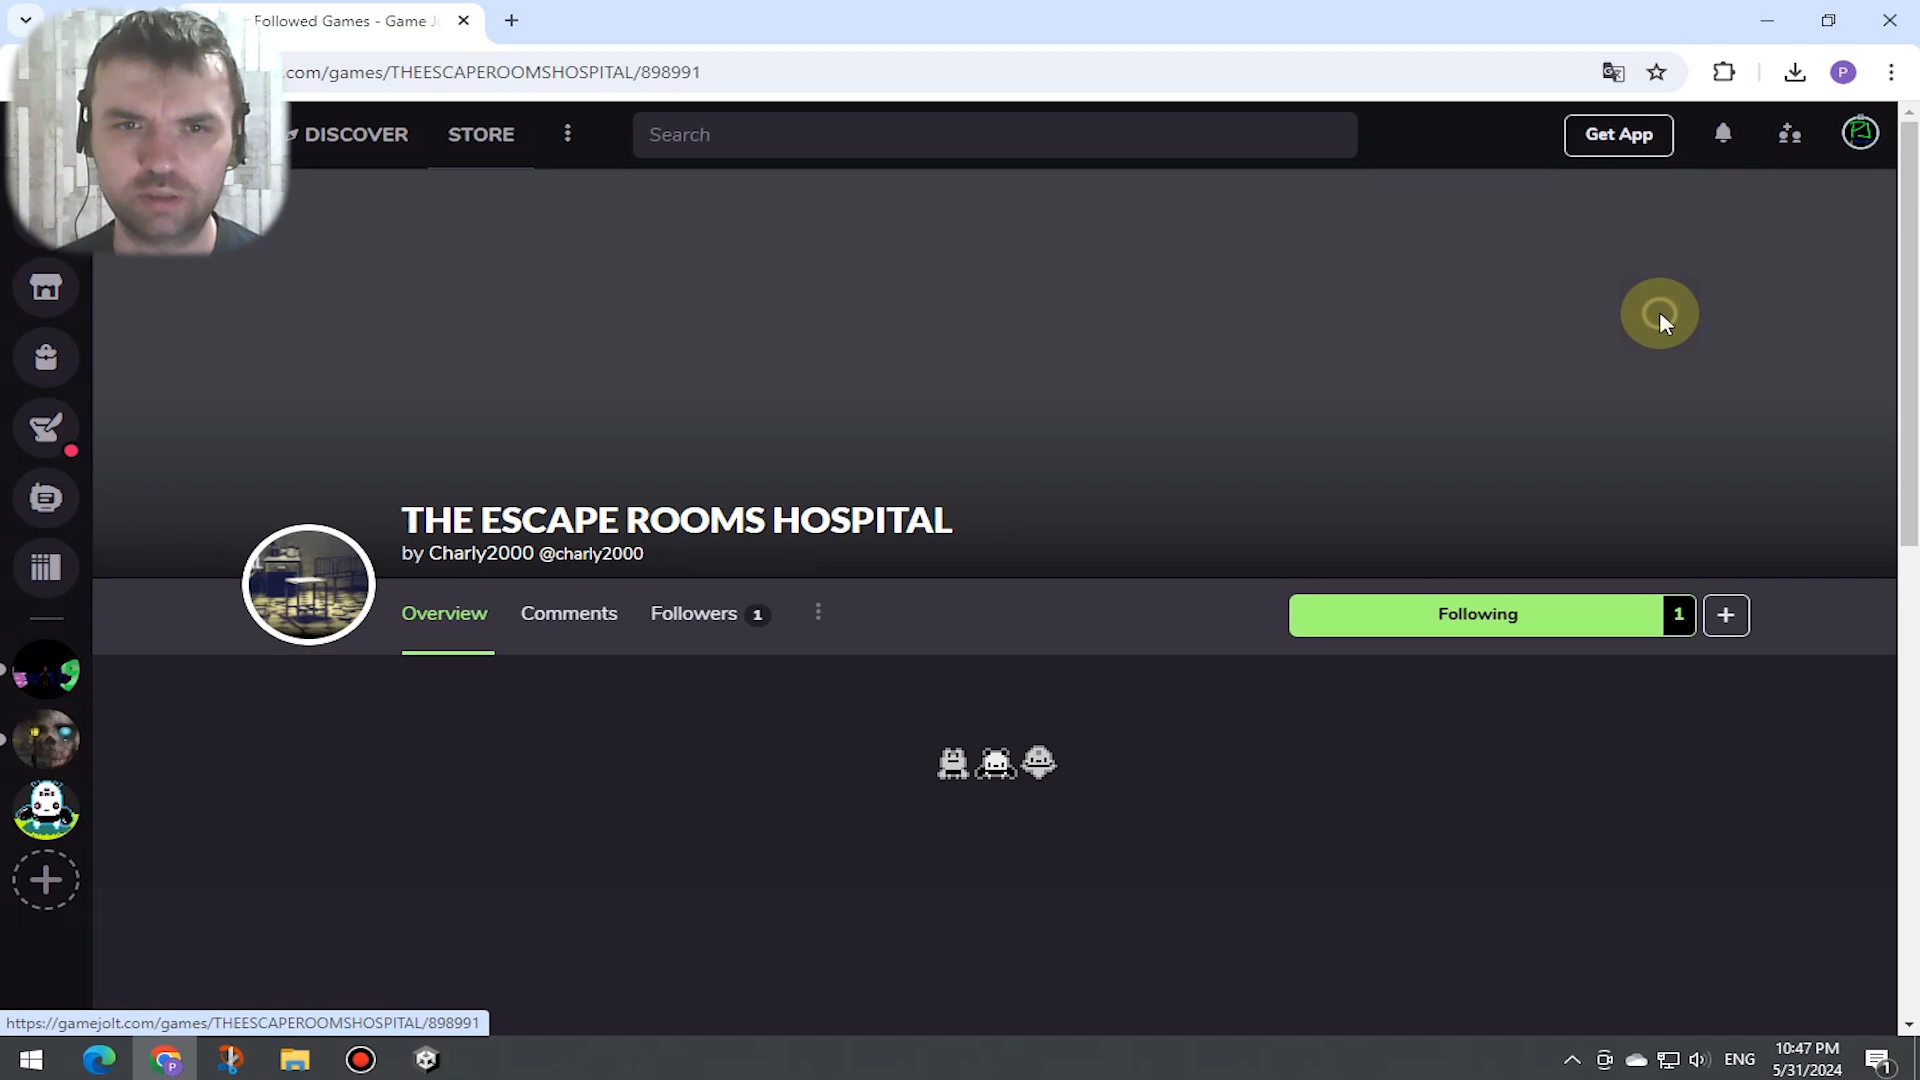 Followed Games - Game Jo
.com/games/THEESCAPEROOMSHOSPITAL/898991
P
DISCOVER
STORE
Search
Get App
THE ESCAPE ROOMS HOSPITAL
by Charly2000 @charly2000
Overview
Comments
Followers 1
Following 1
https://gamejolt.com/games/THEESCAPEROOMSHOSPITAL/898991
P
ENG
10:47 PM
5/31/2024
1